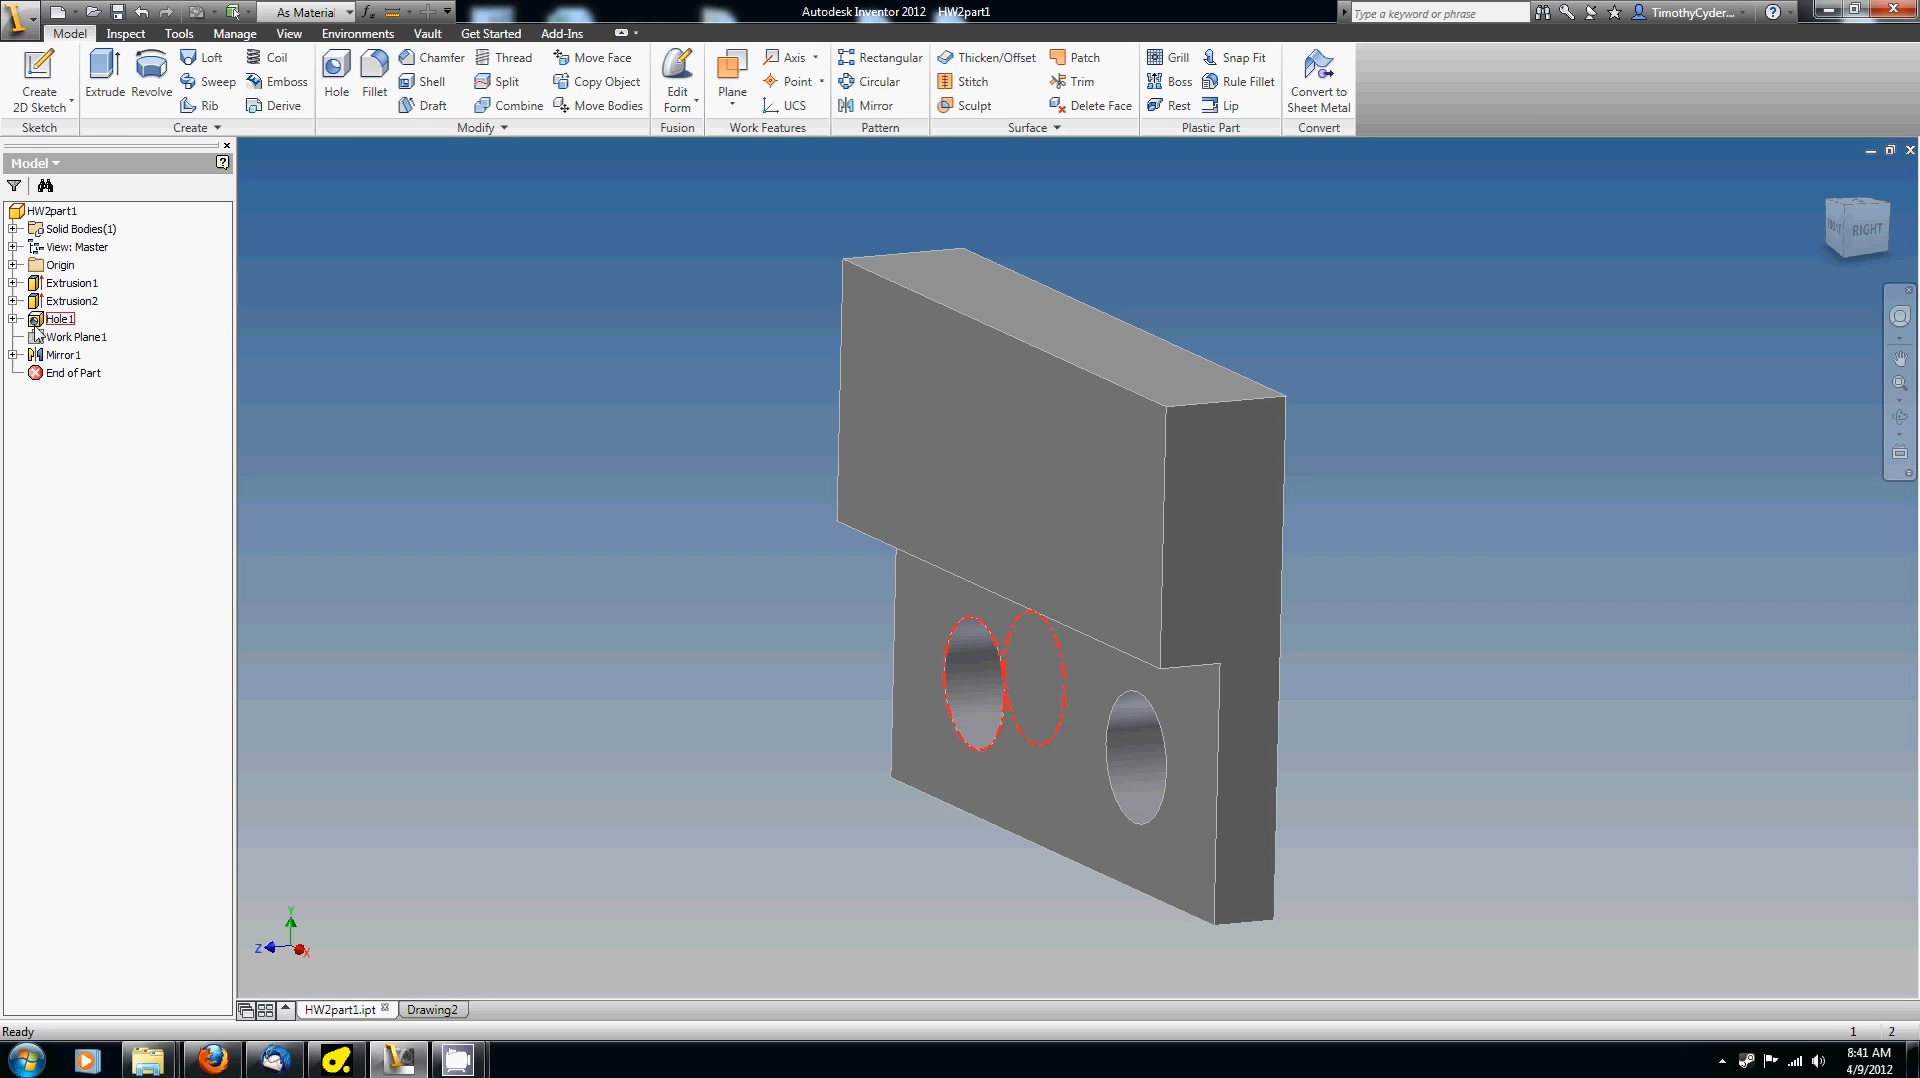 As Material
Autodesk Inventor 2012 HW2part1
Type a keyword or phrase
TimothyCyder...
Model Inspect Tools Manage View Environments Vault Get Started Add-Ins
Create 2D Sketch
Sketch
Extrude Revolve Loft Coil
Sweep Emboss
Rib Derive
Create
Hole Fillet Chamfer Thread Move Face
Shell Split Copy Object
Draft Combine Move Bodies
Modify
Edit Form
Fusion
Plane Axis
Point
UCS
Work Features
Rectangular
Circular
Mirror
Pattern
Thicken/Offset Patch
Stitch Trim
Sculpt Delete Face
Surface
Grill Snap Fit
Boss Rule Fillet
Rest Lip
Plastic Part
Convert to Sheet Metal
Convert
Model
HW2part1
Solid Bodies(1)
View: Master
Origin
Extrusion1
Extrusion2
Hole1
Work Plane1
Mirror1
End of Part
RIGHT
Y
Z
X
HW2part1.ipt Drawing2
Ready
1 2
8:41 AM
4/9/2012